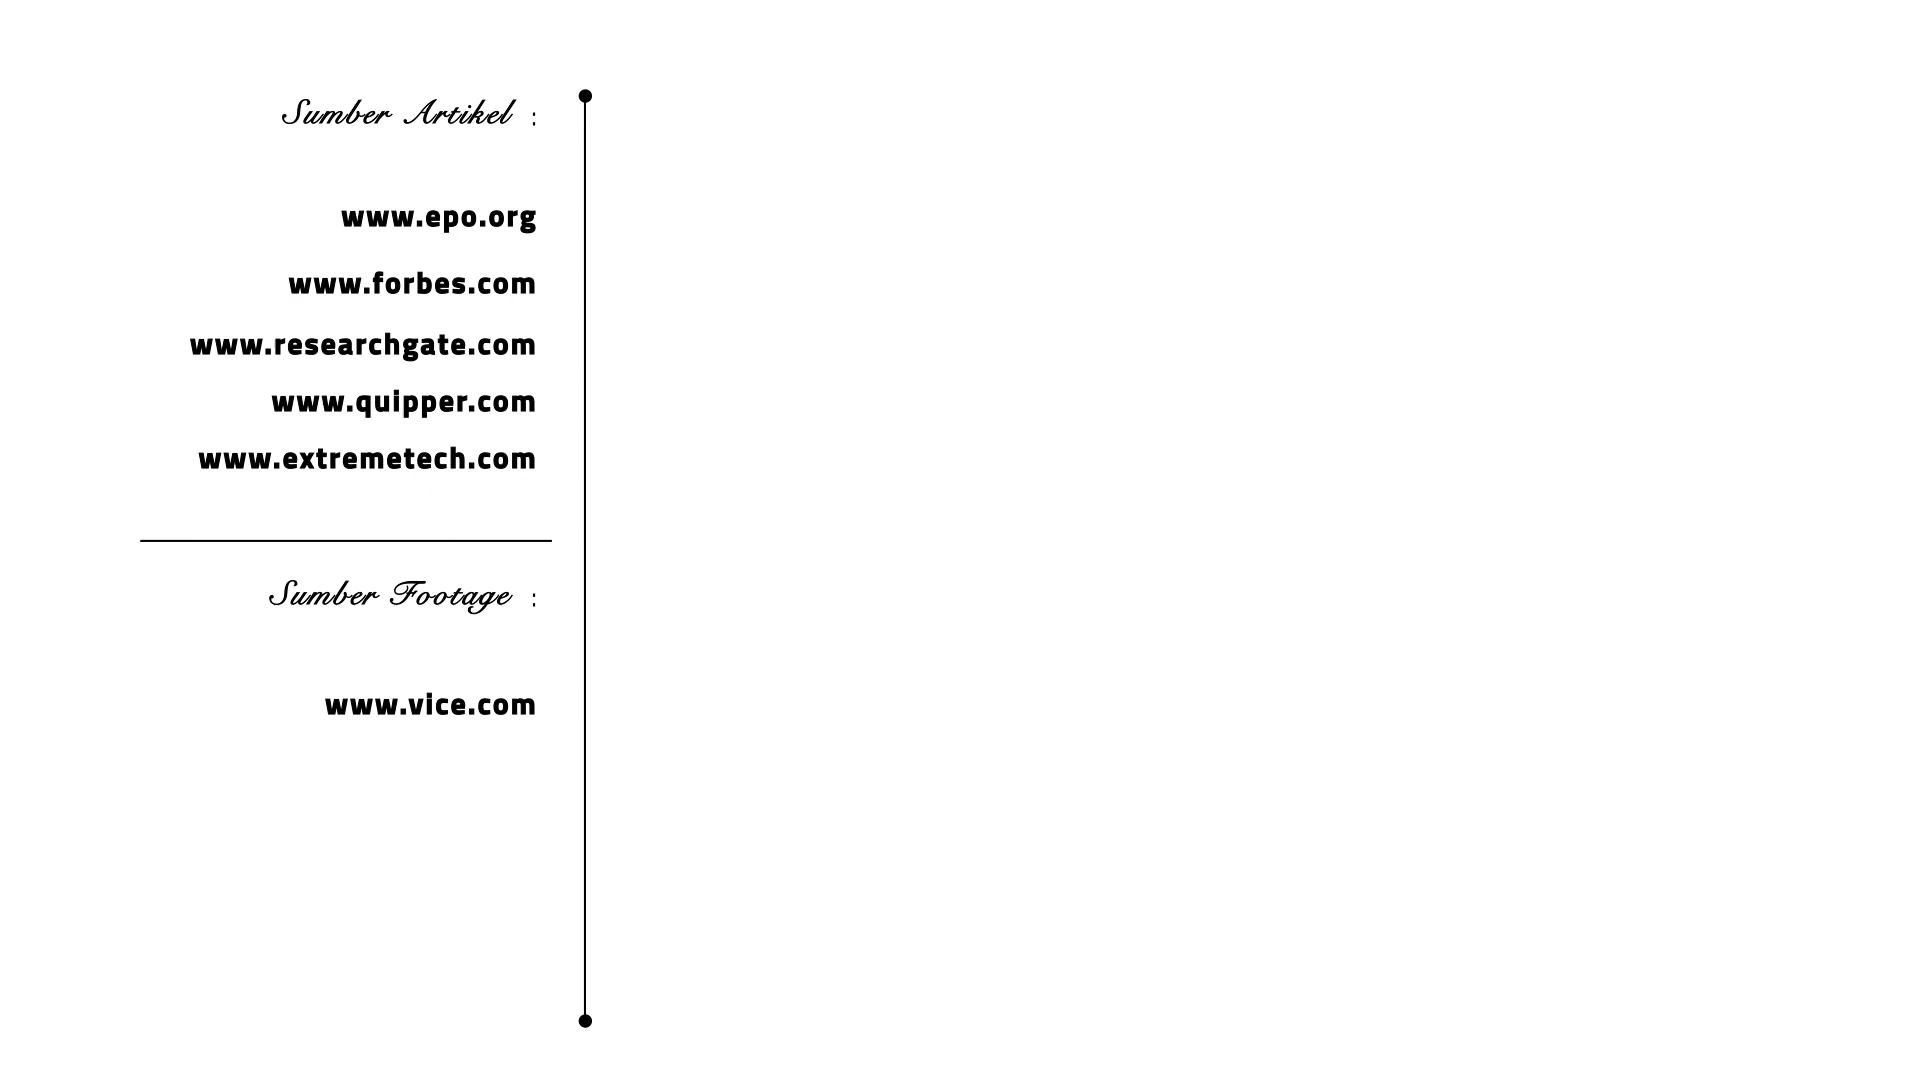 Sumber Artikel :
www.epo.org
www.forbes.com
www.researchgate.com
www.quipper.com
www.extremetech.com
Sumber Footage :
www.vice.com